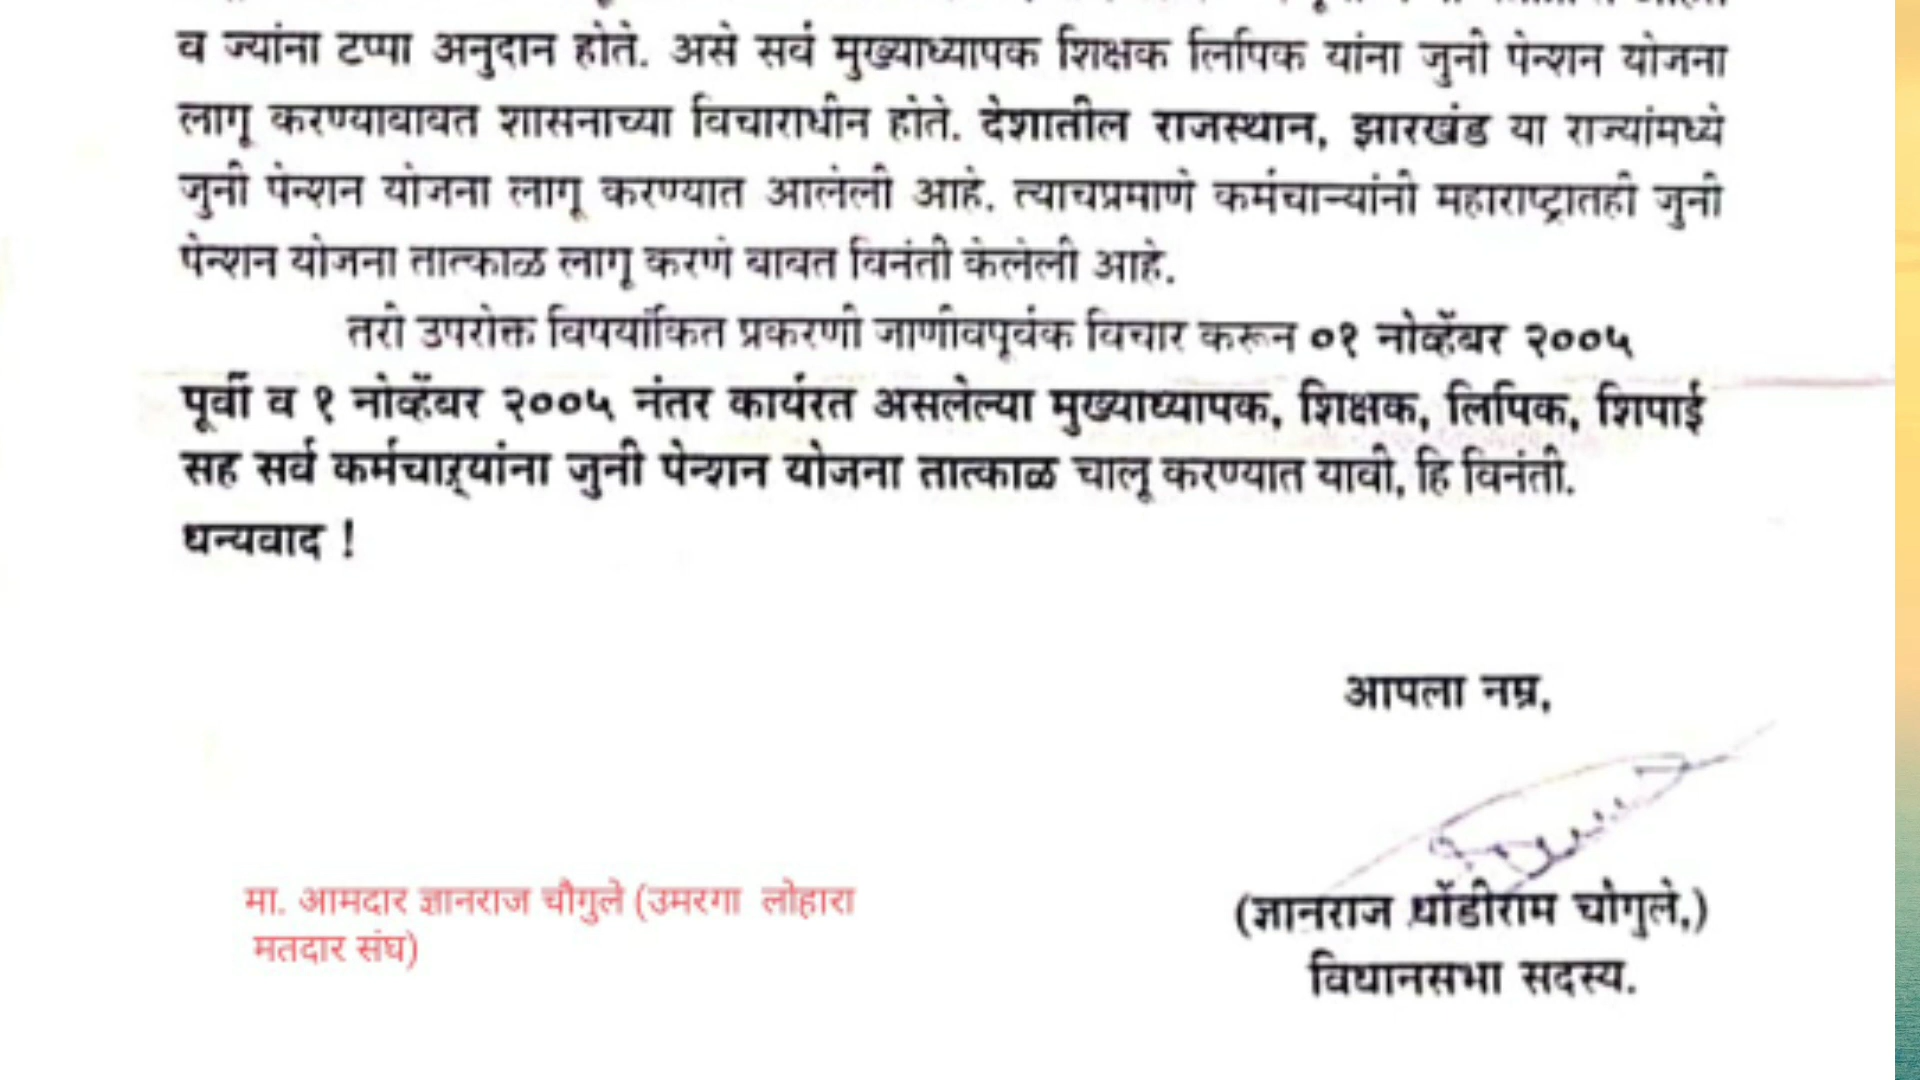 व ज्यांना टप्पा अनुदान होते. असे सर्व मुख्याध्यापक शिक्षक लिपिक यांना जुनी पेन्शन योजना
लागू करण्याबाबत शासनाच्या विचाराधीन होते. देशातील राजस्थान, झारखंड या राज्यांमध्ये
जुनी पेन्शन योजना लागू करण्यात आलेली आहे. त्याचप्रमाणे कर्मचाऱ्यांनी महाराष्ट्रातही जुनी
पेन्शन योजना तात्काळ लागू करणे बाबत विनंती केलेली आहे.
तरी उपरोक्त विषयांकित प्रकरणी जाणीवपूर्वक विचार करून ०१ नोव्हेंबर २००५
पूर्वी व १ नोव्हेंबर २००५ नंतर कार्यरत असलेल्या मुख्याध्यापक, शिक्षक, लिपिक, शिपाई
सह सर्व कर्मचाऱ्यांना जुनी पेन्शन योजना तात्काळ चालू करण्यात यावी, हि विनंती.
धन्यवाद !
आपला नम्र,
(ज्ञानराज धोंडीराम चौगुले,)
विधानसभा सदस्य.
मा. आमदार ज्ञानराज चौगुले (उमरगा लोहारा
मतदार संघ)